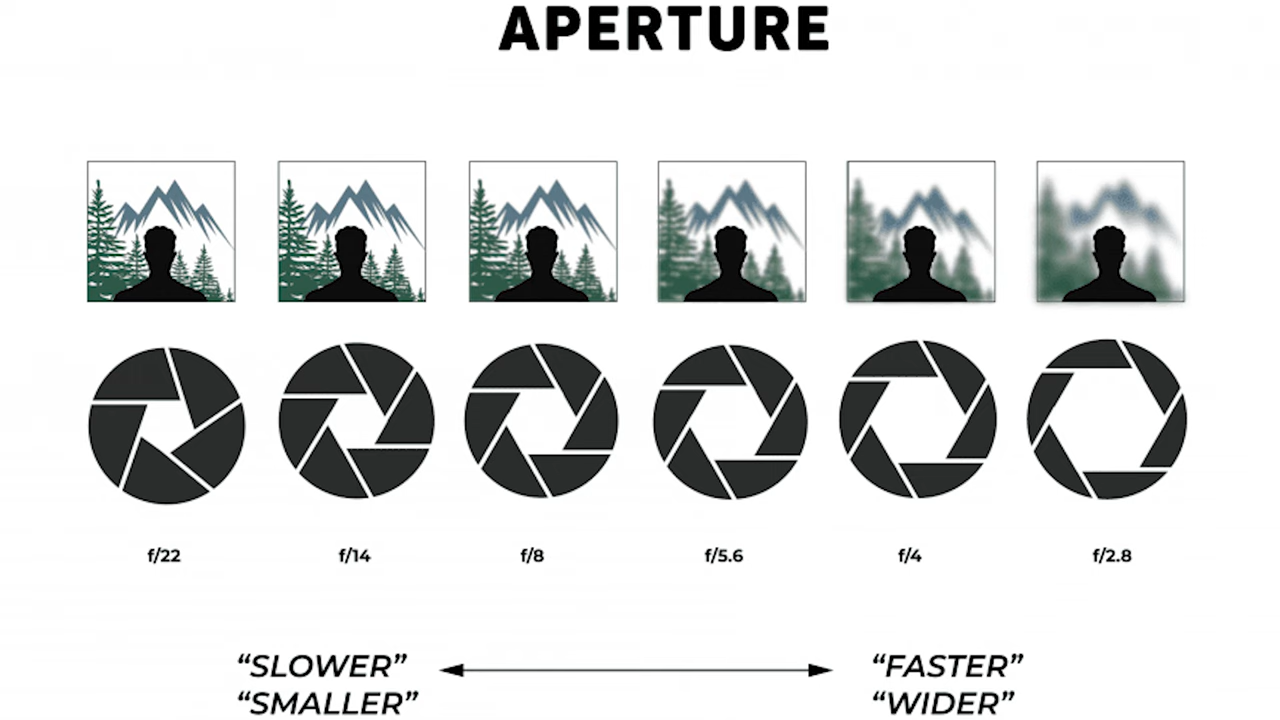 APERTURE
f/22 f/14 f/8 f/5.6 f/4 f/2.8
“SLOWER” “FASTER”
“SMALLER” “WIDER”